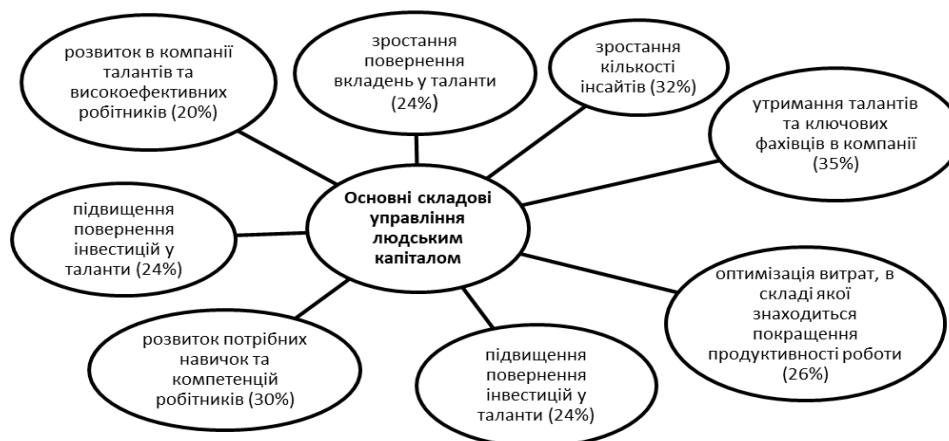 розвиток в компанії
талантів та
високоефективних
робітників (20%)
зростання
повернення
вкладень у таланти
(24%)
зростання
кількості
інсайтів (32%)
утримання талантів
та ключових
фахівців в компанії
(35%)
Основні складові
управління
людським
капіталом
підвищення
повернення
інвестицій у
таланти (24%)
оптимізація витрат, в
складі якої
знаходиться
покращення
продуктивності роботи
(26%)
розвиток потрібних
навичок та
компетенцій
робітників (30%)
підвищення
повернення
інвестицій у
таланти (24%)